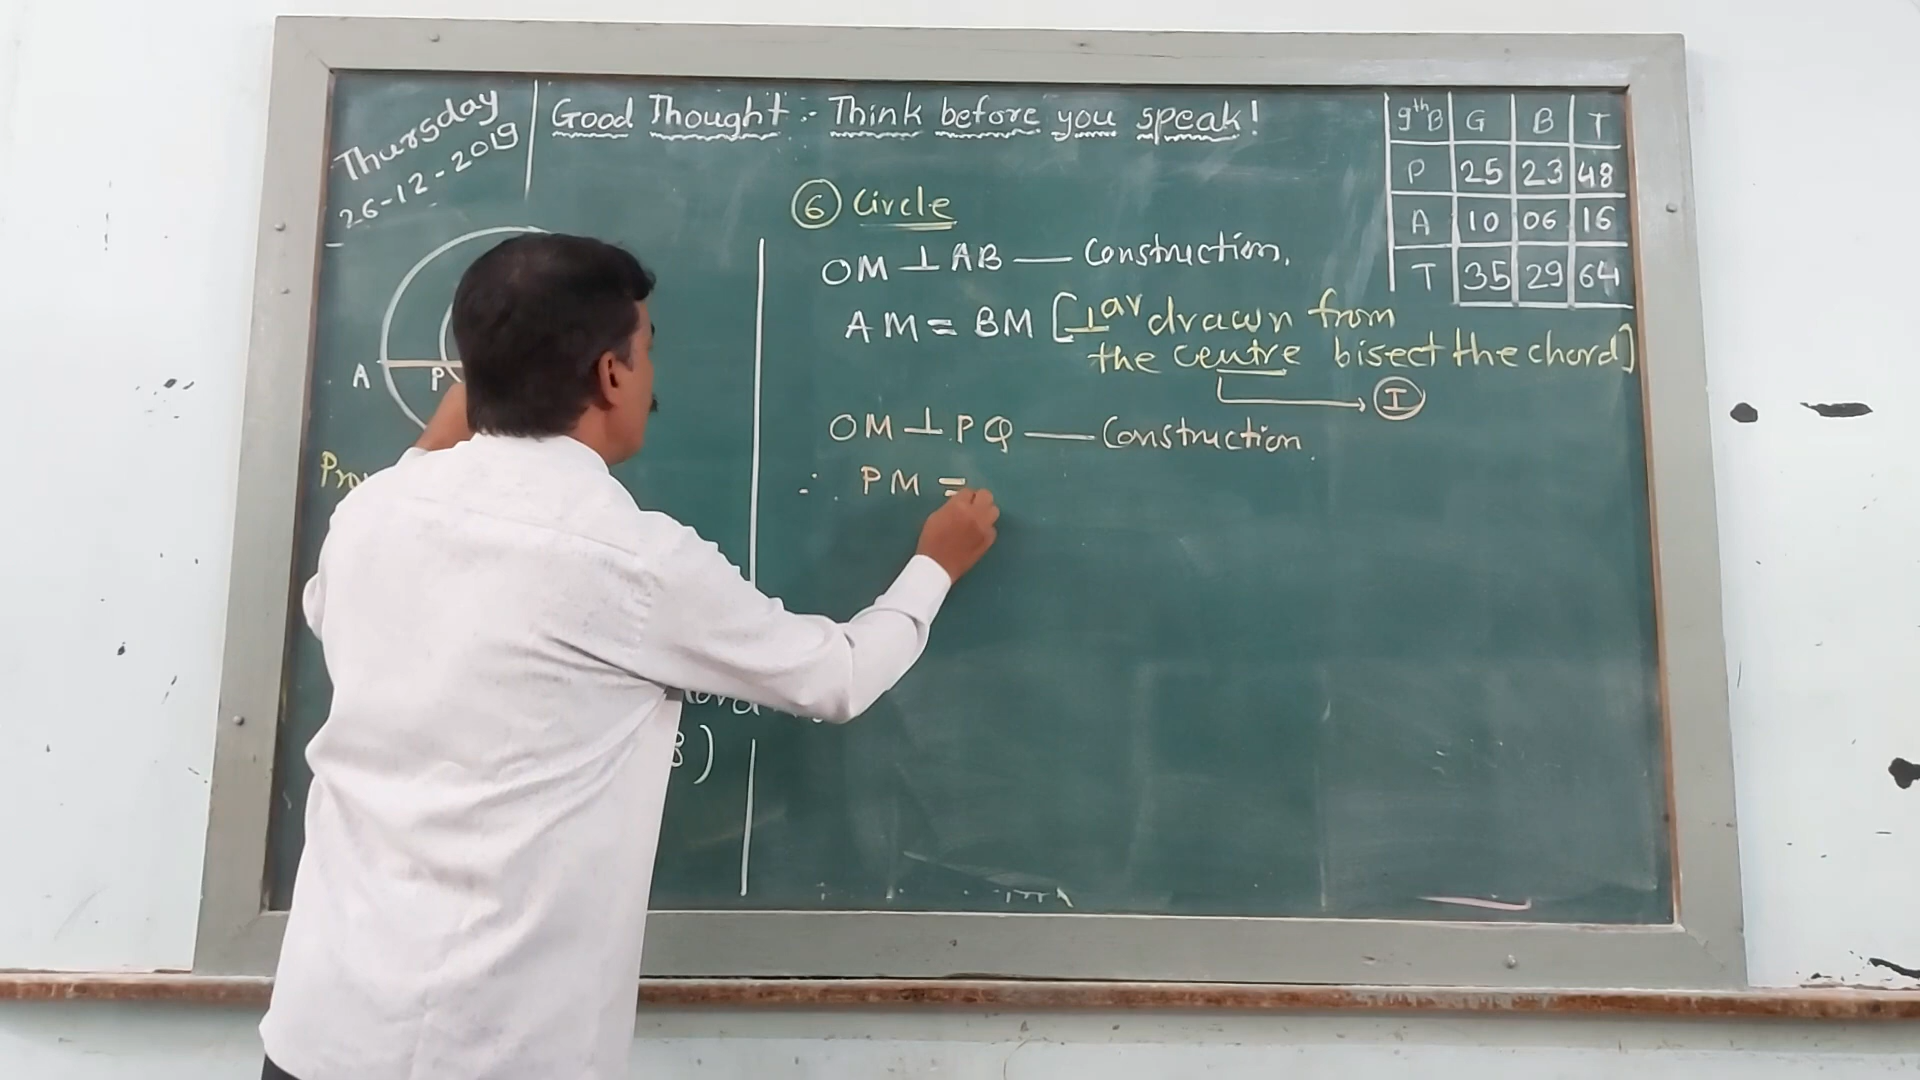 Thursday
26-12-2019
Good Thought :- Think before you speak!
9th B G B T
P 25 23 48
A 10 06 16
T 35 29 64
A P
6 Circle
OM ⊥ AB — Construction.
AM = BM [⊥ar drawn from
the centre bisect the chord]
I
OM ⊥ PQ — Construction.
∴ PM =